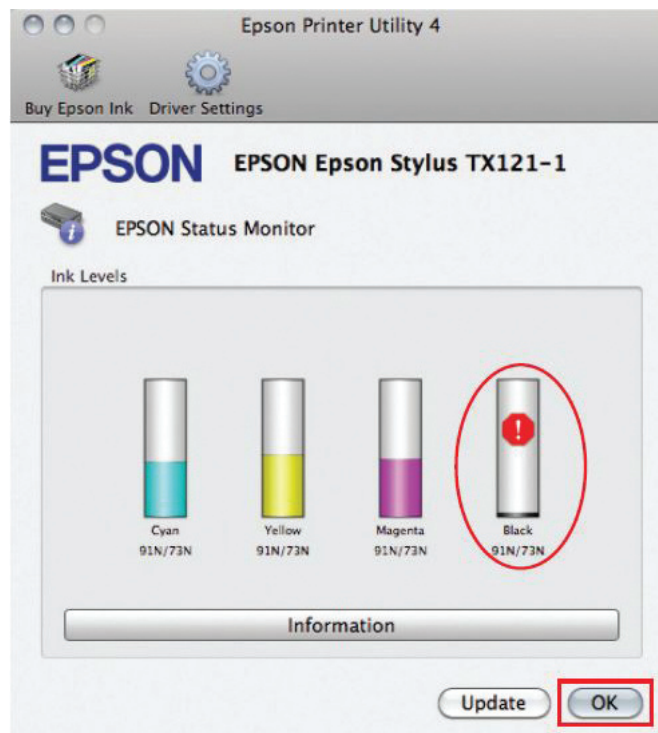 Epson Printer Utility 4
Buy Epson Ink Driver Settings
EPSON EPSON Epson Stylus TX121-1
EPSON Status Monitor
Ink Levels
!
Cyan Yellow Magenta Black
91N/73N 91N/73N 91N/73N 91N/73N
Information
Update OK